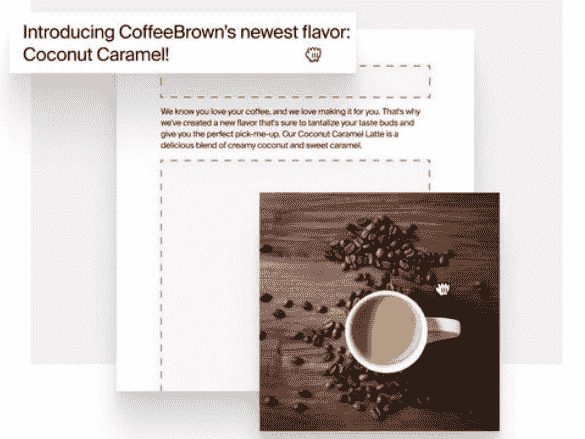 Introducing CoffeeBrown's newest flavor:
Coconut Caramel!
We know you love your coffee, and we love making it for you. That's why
we've created a new flavor that's sure to tantalize your taste buds and
give you the perfect pick-me-up. Our Coconut Caramel Latte is a
delicious blend of creamy coconut and sweet caramel.